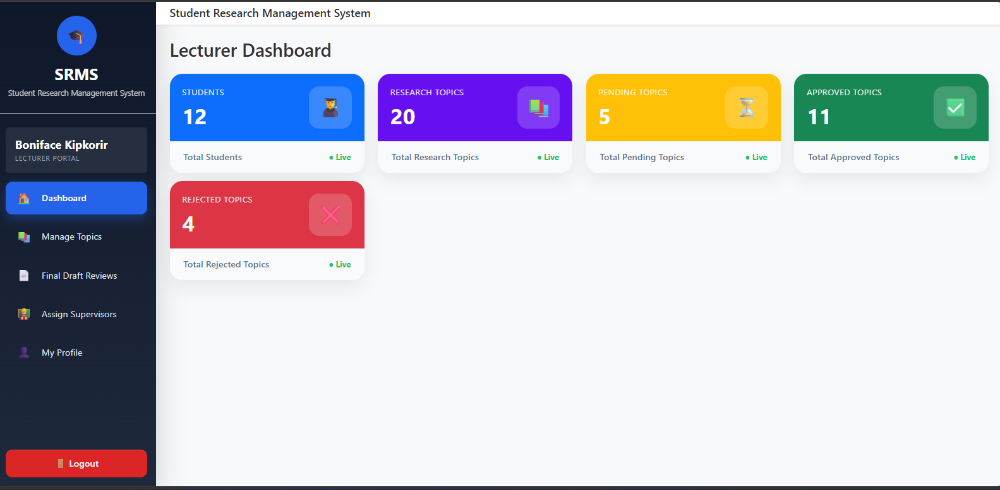 SRMS
Student Research Management System
Boniface Kipkorir
LECTURER PORTAL
Dashboard
Manage Topics
Final Draft Reviews
Assign Supervisors
My Profile
Logout
Student Research Management System
Lecturer Dashboard
STUDENTS
12
Total Students
● Live
RESEARCH TOPICS
20
Total Research Topics
● Live
PENDING TOPICS
5
Total Pending Topics
● Live
APPROVED TOPICS
11
Total Approved Topics
● Live
REJECTED TOPICS
4
Total Rejected Topics
● Live